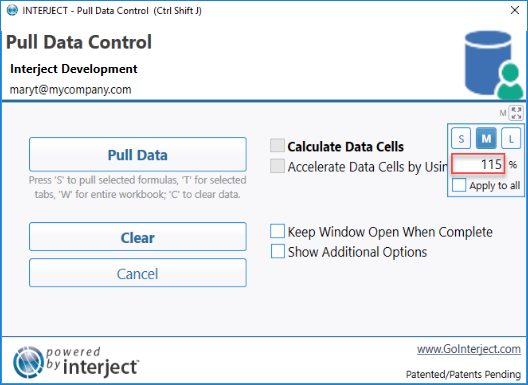 INTERJECT - Pull Data Control (Ctrl Shift J)
Pull Data Control
Interject Development
maryt@mycompany.com
M
S M L
115 %
Apply to all
Pull Data
Press 'S' to pull selected formulas, 'T' for selected
tabs, 'W' for entire workbook; 'C' to clear data.
Calculate Data Cells
Accelerate Data Cells by Usin
Clear
Cancel
Keep Window Open When Complete
Show Additional Options
powered
by interject
www.GoInterject.com
Patented/Patents Pending